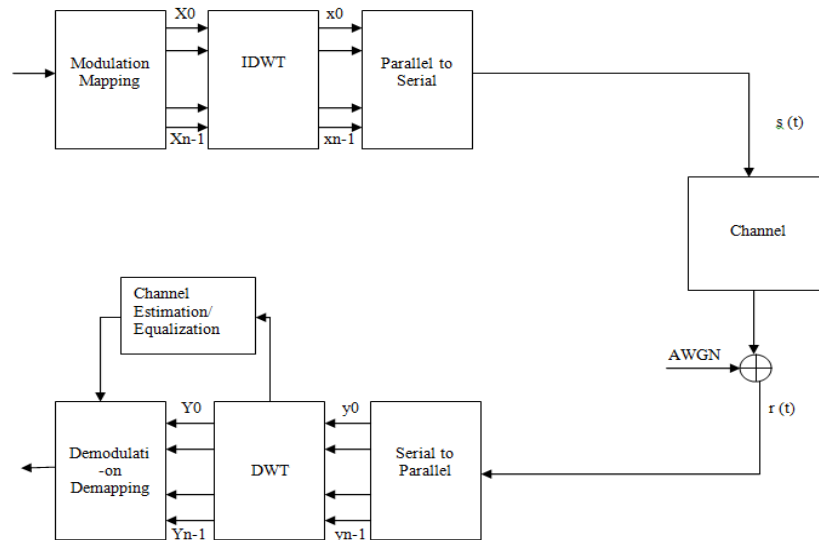 X0
x0
Modulation
Mapping
IDWT
Parallel to
Serial
Xn-1
xn-1
s (t)
Channel
Channel
Estimation/
Equalization
AWGN
r (t)
Y0
y0
Demodulati
-on
Demapping
DWT
Serial to
Parallel
Yn-1
yn-1